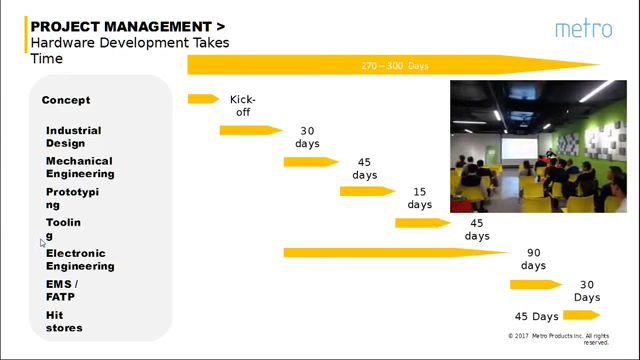 PROJECT MANAGEMENT >
Hardware Development Takes
Time
metro
270 – 300 Days
Concept
Kick-
off
Industrial
Design
30
days
Mechanical
Engineering
45
days
Prototypi
ng
15
days
Toolin
g
45
days
Electronic
Engineering
90
days
EMS /
FATP
30
Days
Hit
stores
45 Days
© 2017 Metro Products Inc. All rights
reserved.